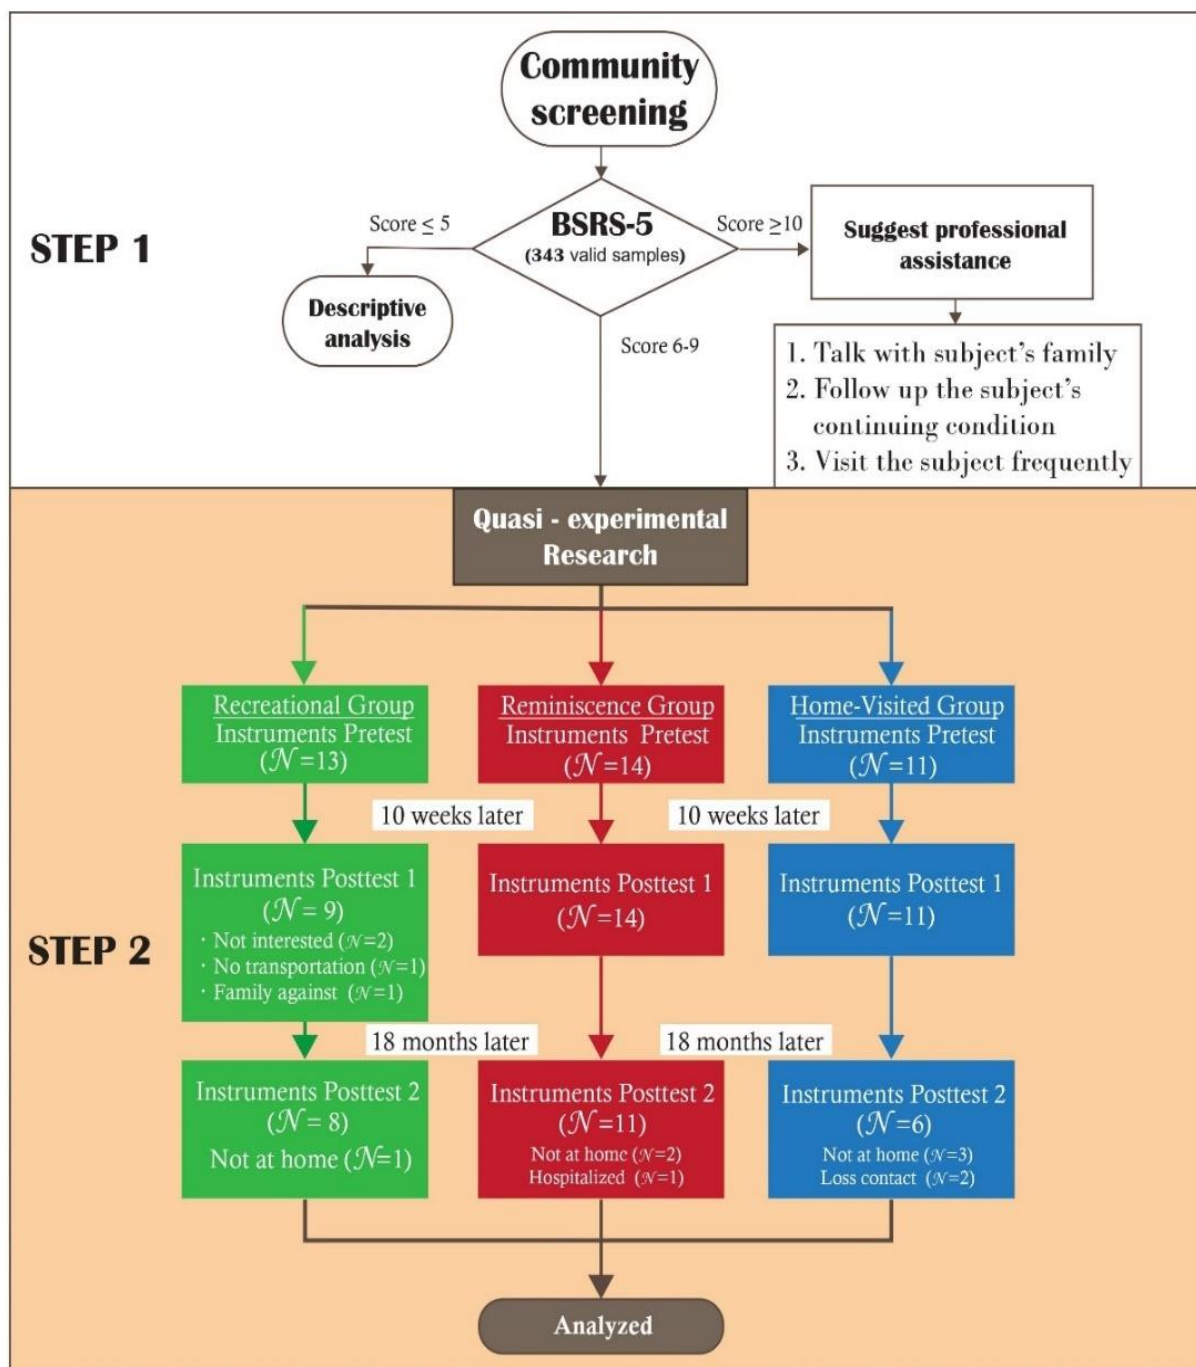 Community
screening
STEP 1
Score ≤ 5
BSRS-5
(343 valid samples)
Score ≥10
Suggest professional
assistance
Descriptive
analysis
Score 6-9
1. Talk with subject's family
2. Follow up the subject's
continuing condition
3. Visit the subject frequently
Quasi - experimental
Research
STEP 2
Recreational Group
Instruments Pretest
(N=13)
Reminiscence Group
Instruments Pretest
(N=14)
Home-Visited Group
Instruments Pretest
(N=11)
10 weeks later
10 weeks later
Instruments Posttest 1
(N= 9)
· Not interested (N=2)
· No transportation (N=1)
· Family against (N=1)
Instruments Posttest 1
(N=14)
Instruments Posttest 1
(N=11)
18 months later
18 months later
Instruments Posttest 2
(N= 8)
Not at home (N=1)
Instruments Posttest 2
(N=11)
Not at home (N=2)
Hospitalized (N=1)
Instruments Posttest 2
(N=6)
Not at home (N=3)
Loss contact (N=2)
Analyzed